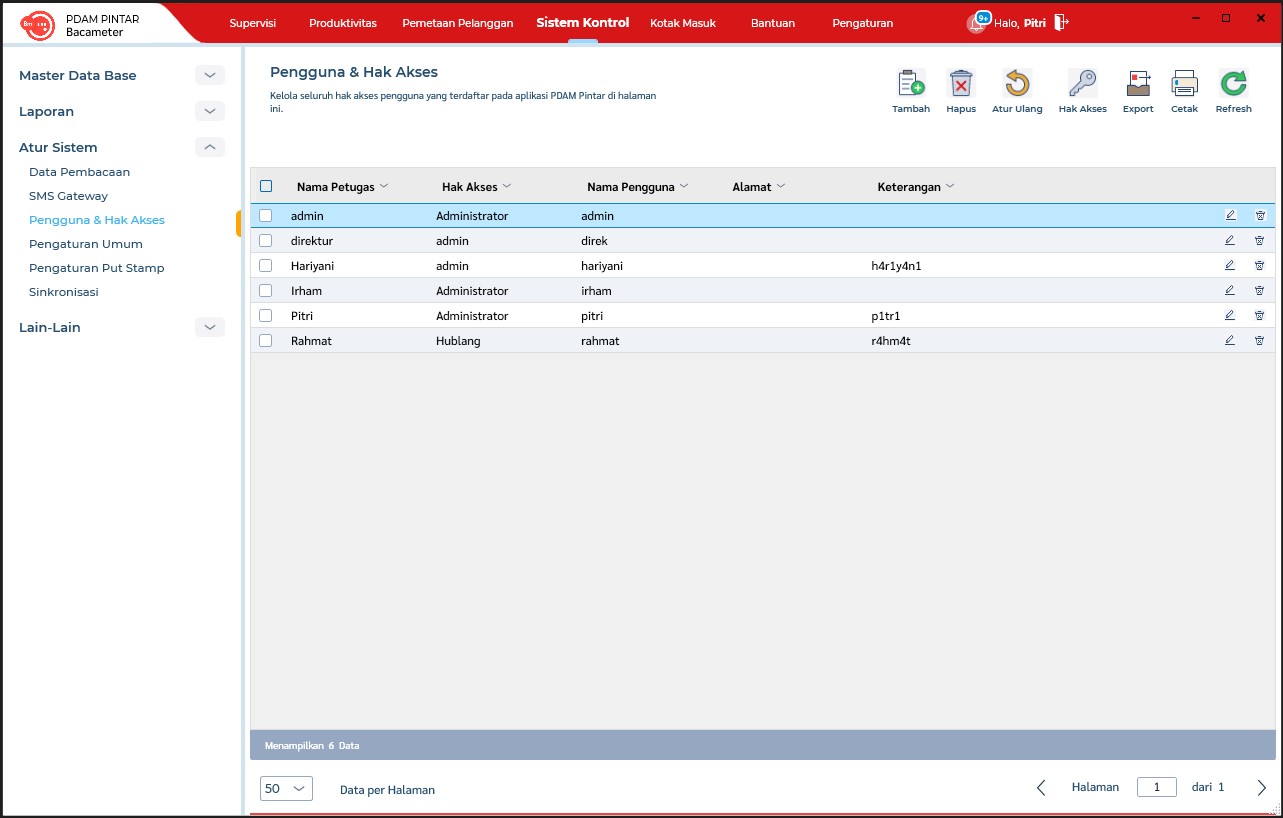 PDAM PINTAR
Bacameter
Supervisi Produktivitas Pemetaan Pelanggan Sistem Kontrol Kotak Masuk Bantuan Pengaturan
9+ Halo, Pitri
Master Data Base
Laporan
Atur Sistem
Data Pembacaan
SMS Gateway
Pengguna & Hak Akses
Pengaturan Umum
Pengaturan Put Stamp
Sinkronisasi
Lain-Lain
Pengguna & Hak Akses
Kelola seluruh hak akses pengguna yang terdaftar pada aplikasi PDAM Pintar di halaman
ini.
Tambah Hapus Atur Ulang Hak Akses Export Cetak Refresh
Nama Petugas Hak Akses Nama Pengguna Alamat Keterangan
admin Administrator admin
direktur admin direk
Hariyani admin hariyani h4r1y4n1
Irham Administrator irham
Pitri Administrator pitri p1tr1
Rahmat Hublang rahmat r4hm4t
Menampilkan 6 Data
50 Data per Halaman
Halaman 1 dari 1